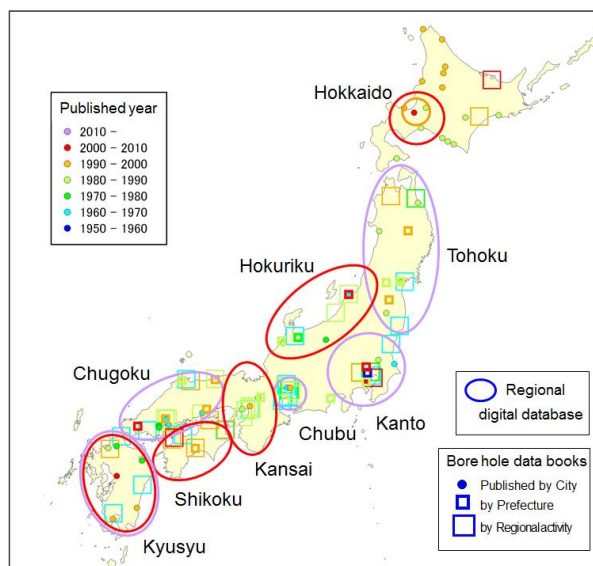 Hokkaido
Published year
2010 -
2000 - 2010
1990 - 2000
1980 - 1990
1970 - 1980
1960 - 1970
1950 - 1960
Tohoku
Hokuriku
Chugoku
Chubu
Kanto
Kansai
Shikoku
Kyusyu
Regional
digital database
Bore hole data books
Published by City
by Prefecture
by Regionalactivity